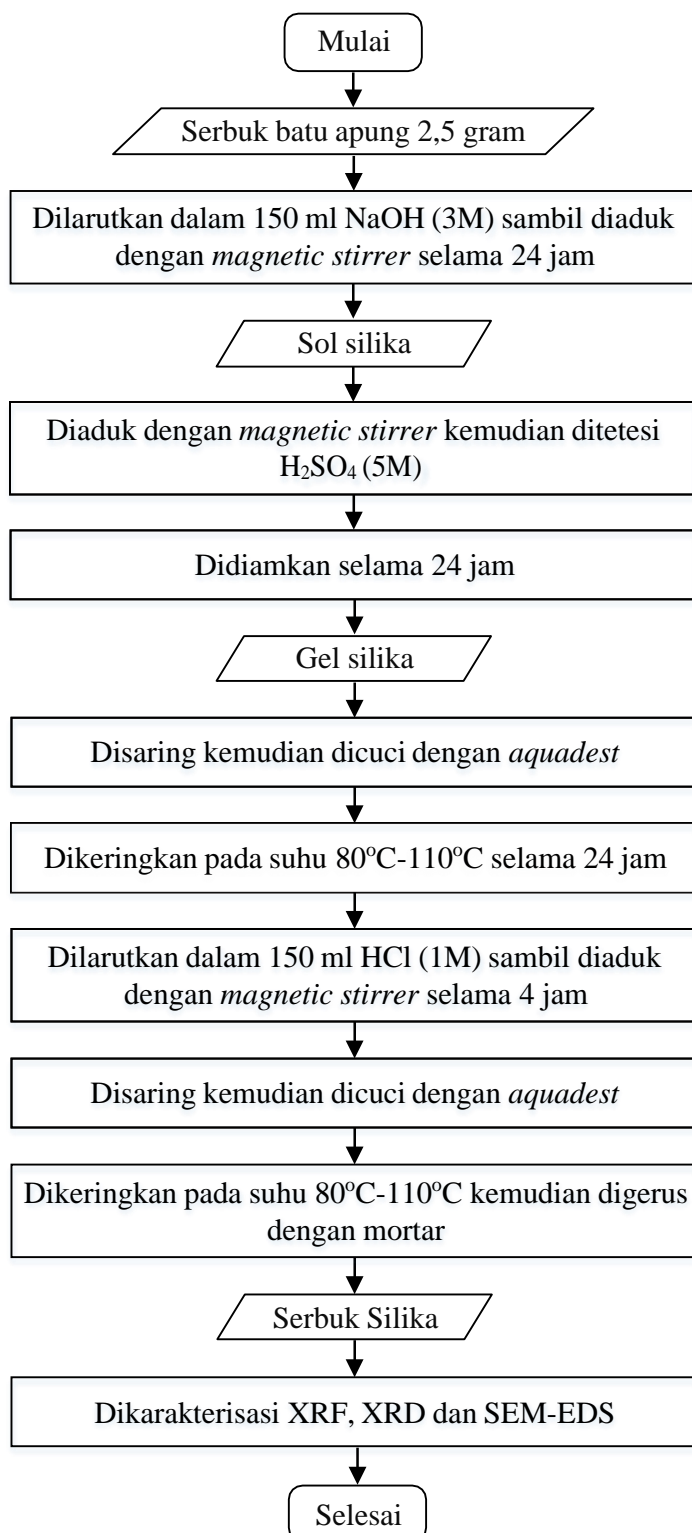 Mulai
Serbuk batu apung 2,5 gram
Dilarutkan dalam 150 ml NaOH (3M) sambil diaduk
dengan magnetic stirrer selama 24 jam
Sol silika
Diaduk dengan magnetic stirrer kemudian ditetesi
H₂SO₄ (5M)
Didiamkan selama 24 jam
Gel silika
Disaring kemudian dicuci dengan aquadest
Dikeringkan pada suhu 80ºC-110ºC selama 24 jam
Dilarutkan dalam 150 ml HCl (1M) sambil diaduk
dengan magnetic stirrer selama 4 jam
Disaring kemudian dicuci dengan aquadest
Dikeringkan pada suhu 80ºC-110ºC kemudian digerus
dengan mortar
Serbuk Silika
Dikarakterisasi XRF, XRD dan SEM-EDS
Selesai